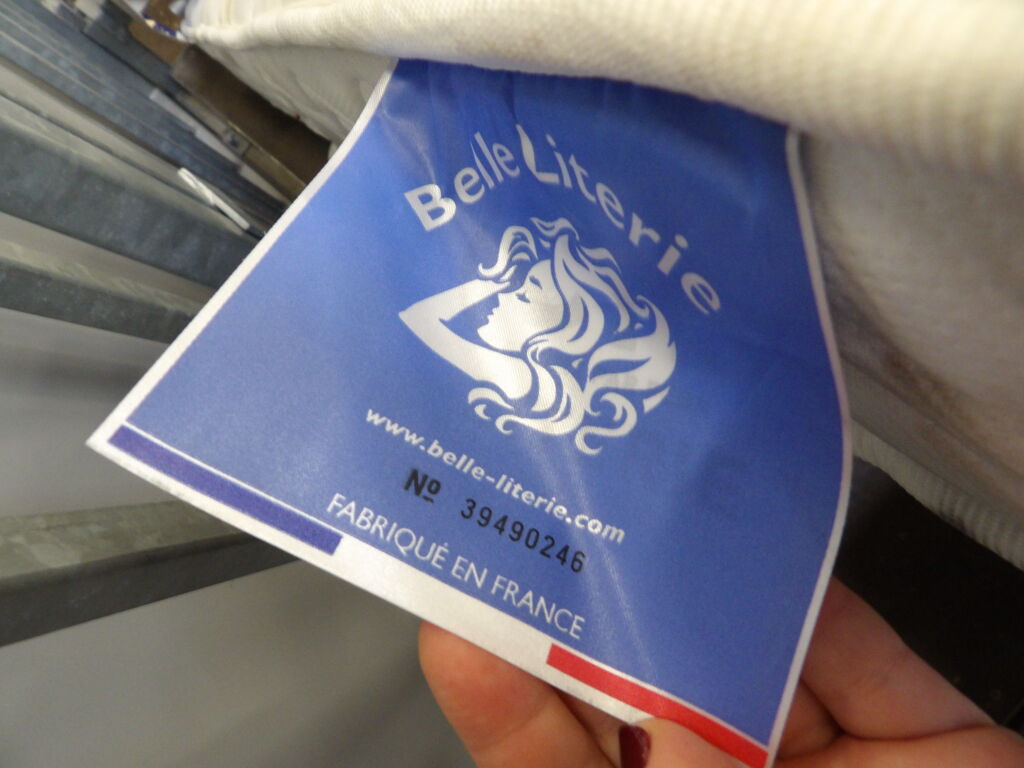 Belle Literie
www.belle-literie.com
Nº 39490246
FABRIQUÉ EN FRANCE